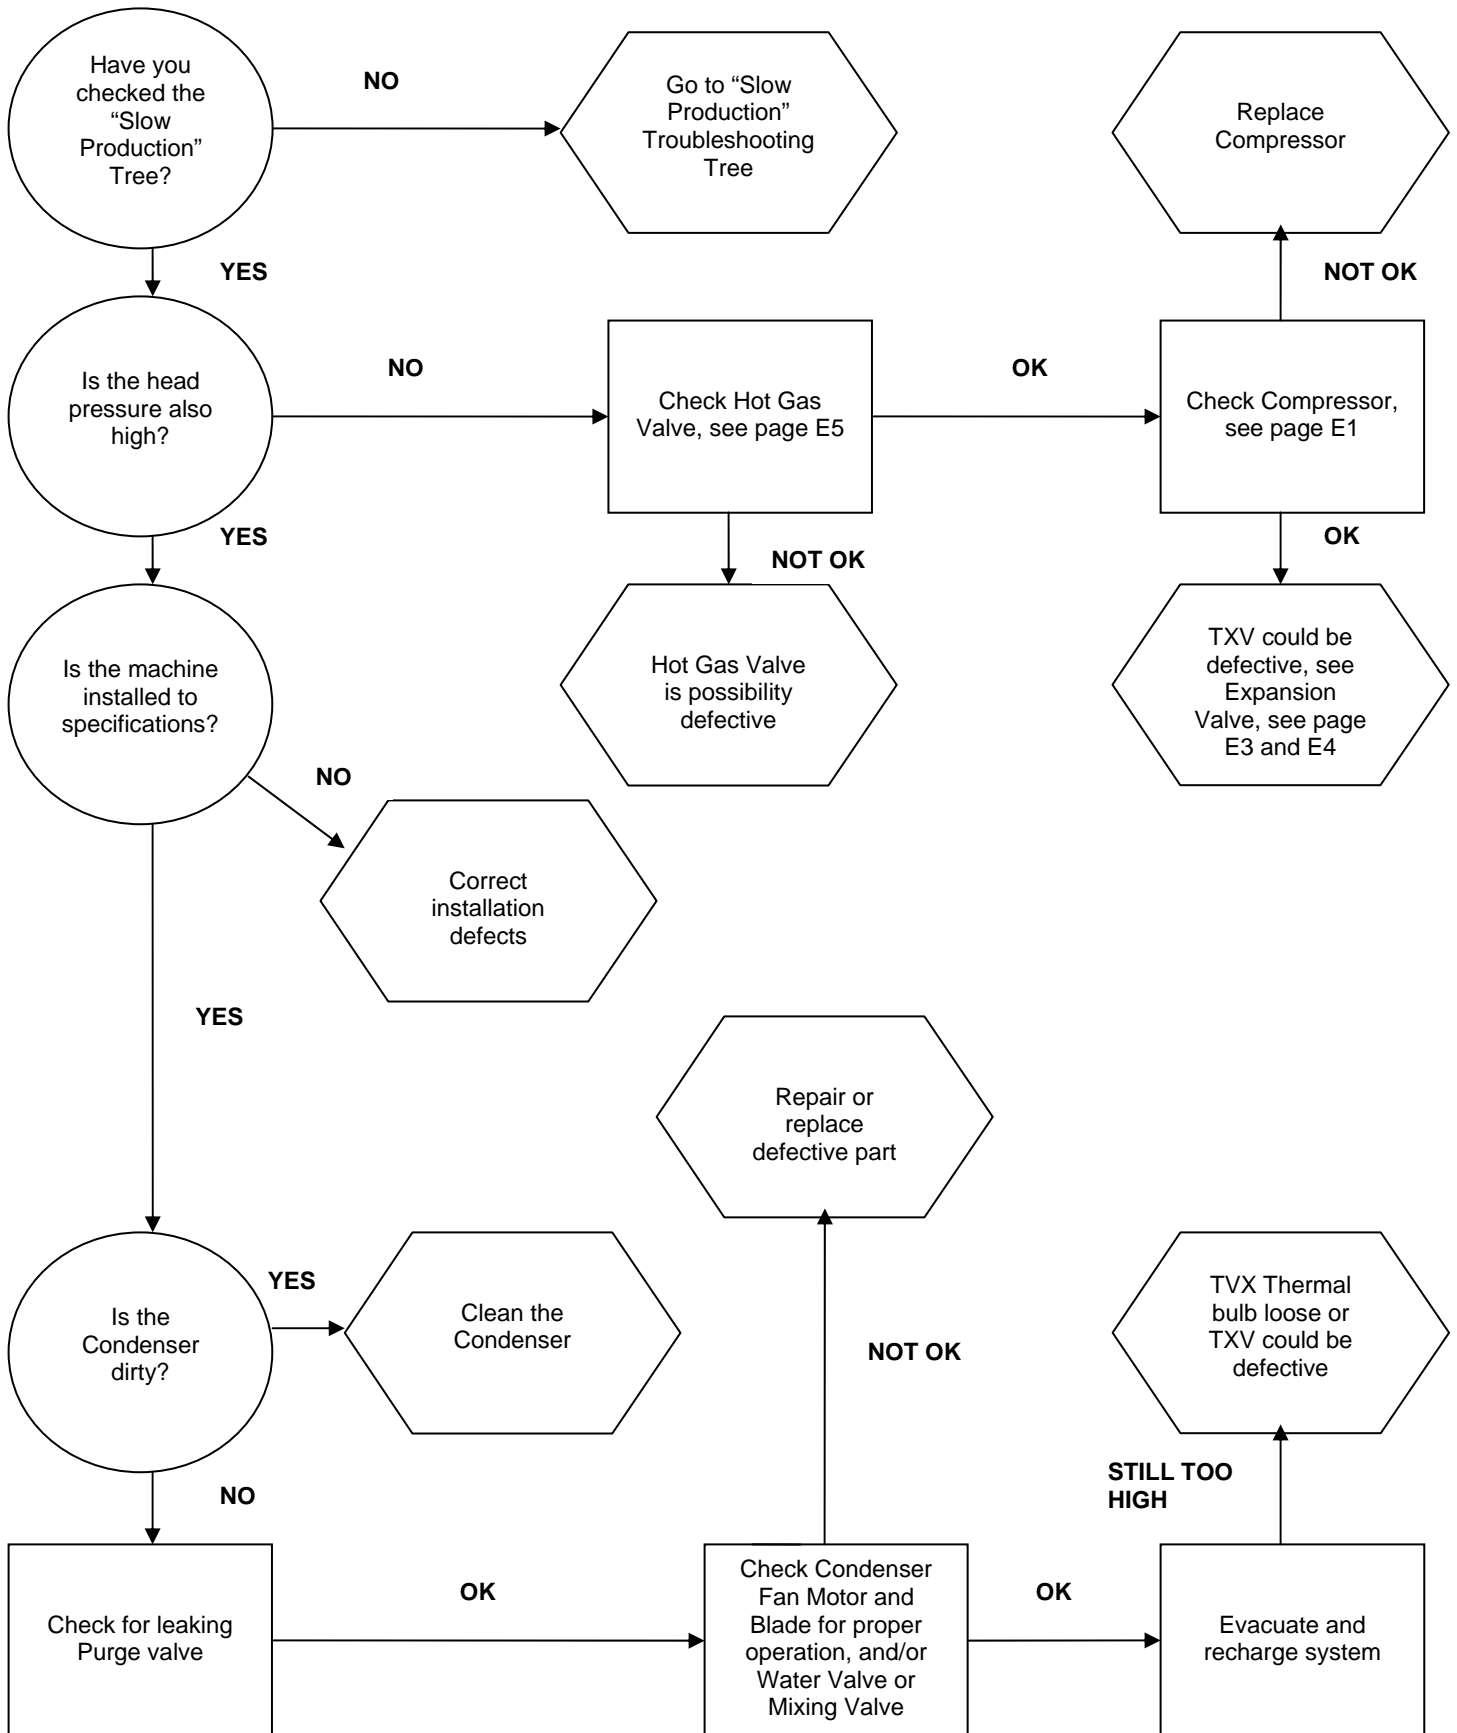 Have you
checked the
“Slow
Production”
Tree?
NO
Go to “Slow
Production”
Troubleshooting
Tree
Replace
Compressor
YES
NOT OK
Is the head
pressure also
high?
NO
Check Hot Gas
Valve, see page E5
OK
Check Compressor,
see page E1
YES
NOT OK
OK
Is the machine
installed to
specifications?
Hot Gas Valve
is possibility
defective
TXV could be
defective, see
Expansion
Valve, see page
E3 and E4
NO
Correct
installation
defects
YES
Repair or
replace
defective part
Is the
Condenser
dirty?
YES
Clean the
Condenser
NOT OK
TVX Thermal
bulb loose or
TXV could be
defective
NO
STILL TOO
HIGH
Check for leaking
Purge valve
OK
Check Condenser
Fan Motor and
Blade for proper
operation, and/or
Water Valve or
Mixing Valve
OK
Evacuate and
recharge system